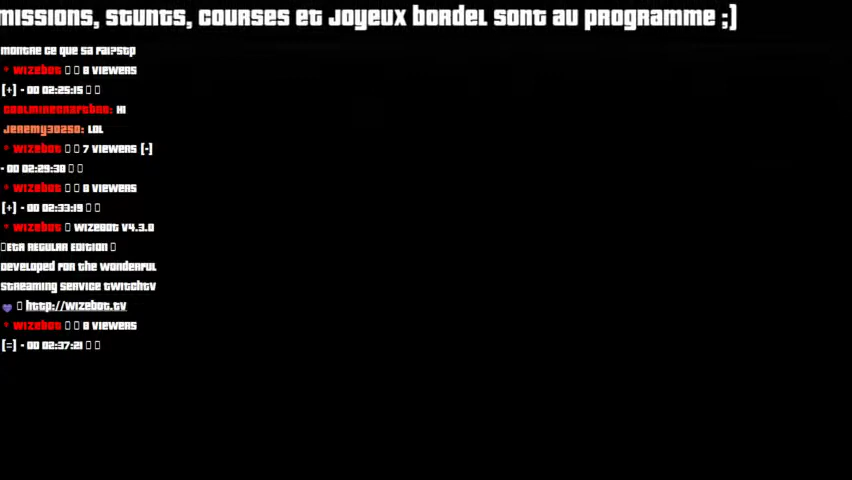 missions, stunts, courses et joyeux bordel sont au programme ;)
montre ce que sa fai?stp
* WizeBot 8 viewers
[+] - 00 02:25:15
Hi
Jeremy30250: LOL
* WizeBot 7 viewers [-]
- 00 02:29:38
* WizeBot 8 viewers
[+] - 00 02:33:19
* WizeBot WizeBot V4.3.0
eta Regular Edition
Developed for the wonderful
streaming service TwitchTV
http://wizebot.tv
* WizeBot 8 viewers
[=] - 00 02:37:21